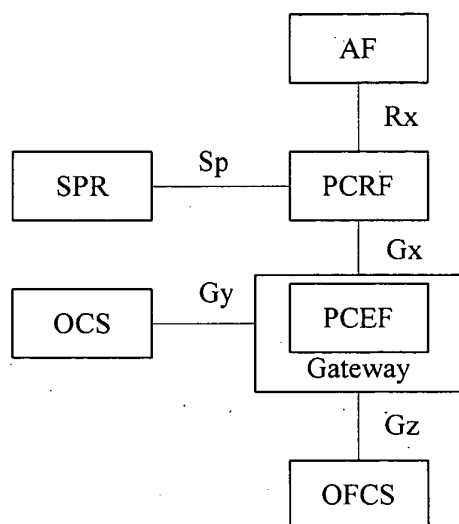 AF
Rx
Sp
SPR
PCRF
Gx
Gy
OCS
PCEF
Gateway
Gz
OFCS